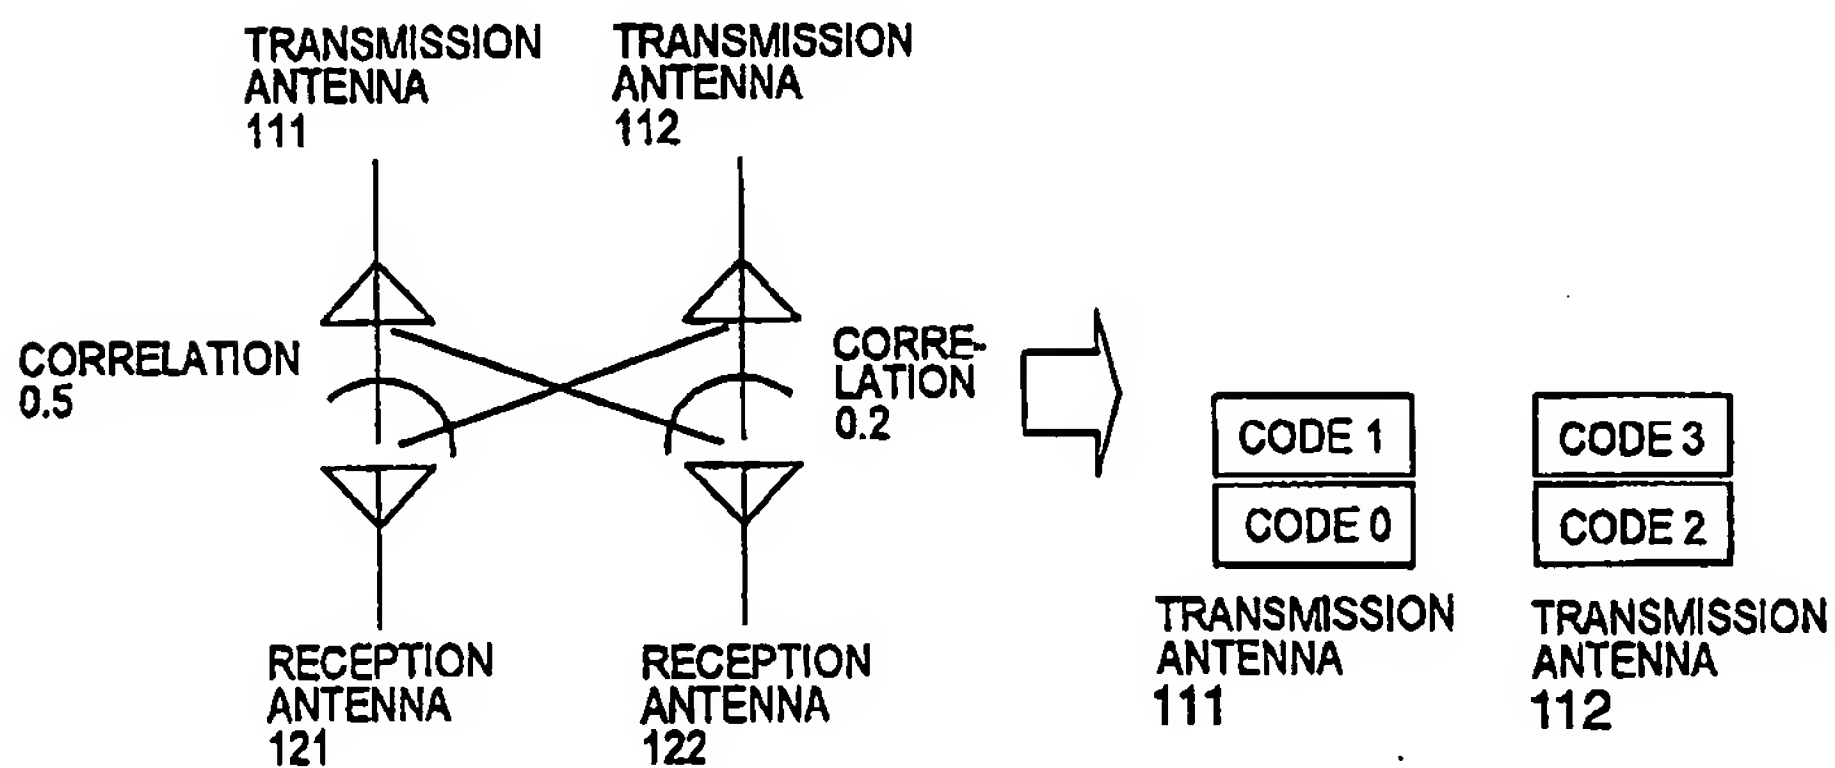 TRANSMISSION
ANTENNA
111
TRANSMISSION
ANTENNA
112
CORRELATION
0.5
CORRE-
LATION
0.2
RECEPTION
ANTENNA
121
RECEPTION
ANTENNA
122
CODE 1
CODE 0
TRANSMISSION
ANTENNA
111
CODE 3
CODE 2
TRANSMISSION
ANTENNA
112